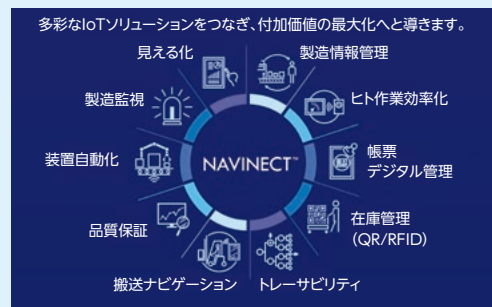 多彩なIoTソリューションをつなぎ、付加価値の最大化へと導きます。
見える化
製造情報管理
製造監視
ヒト作業効率化
装置自動化
NAVINECT™
帳票
デジタル管理
品質保証
在庫管理
(QR/RFID)
搬送ナビゲーション
トレーサビリティ